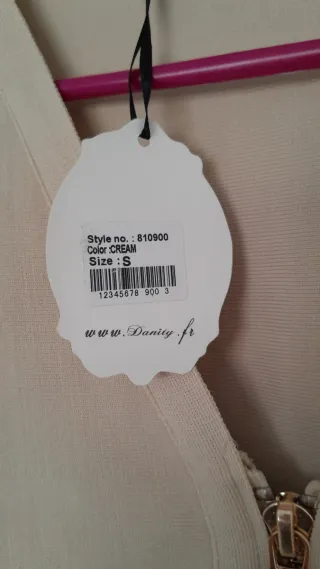 Style no. : 810900
Color :CREAM
Size : S
12345678 900 3
www.Danity.fr